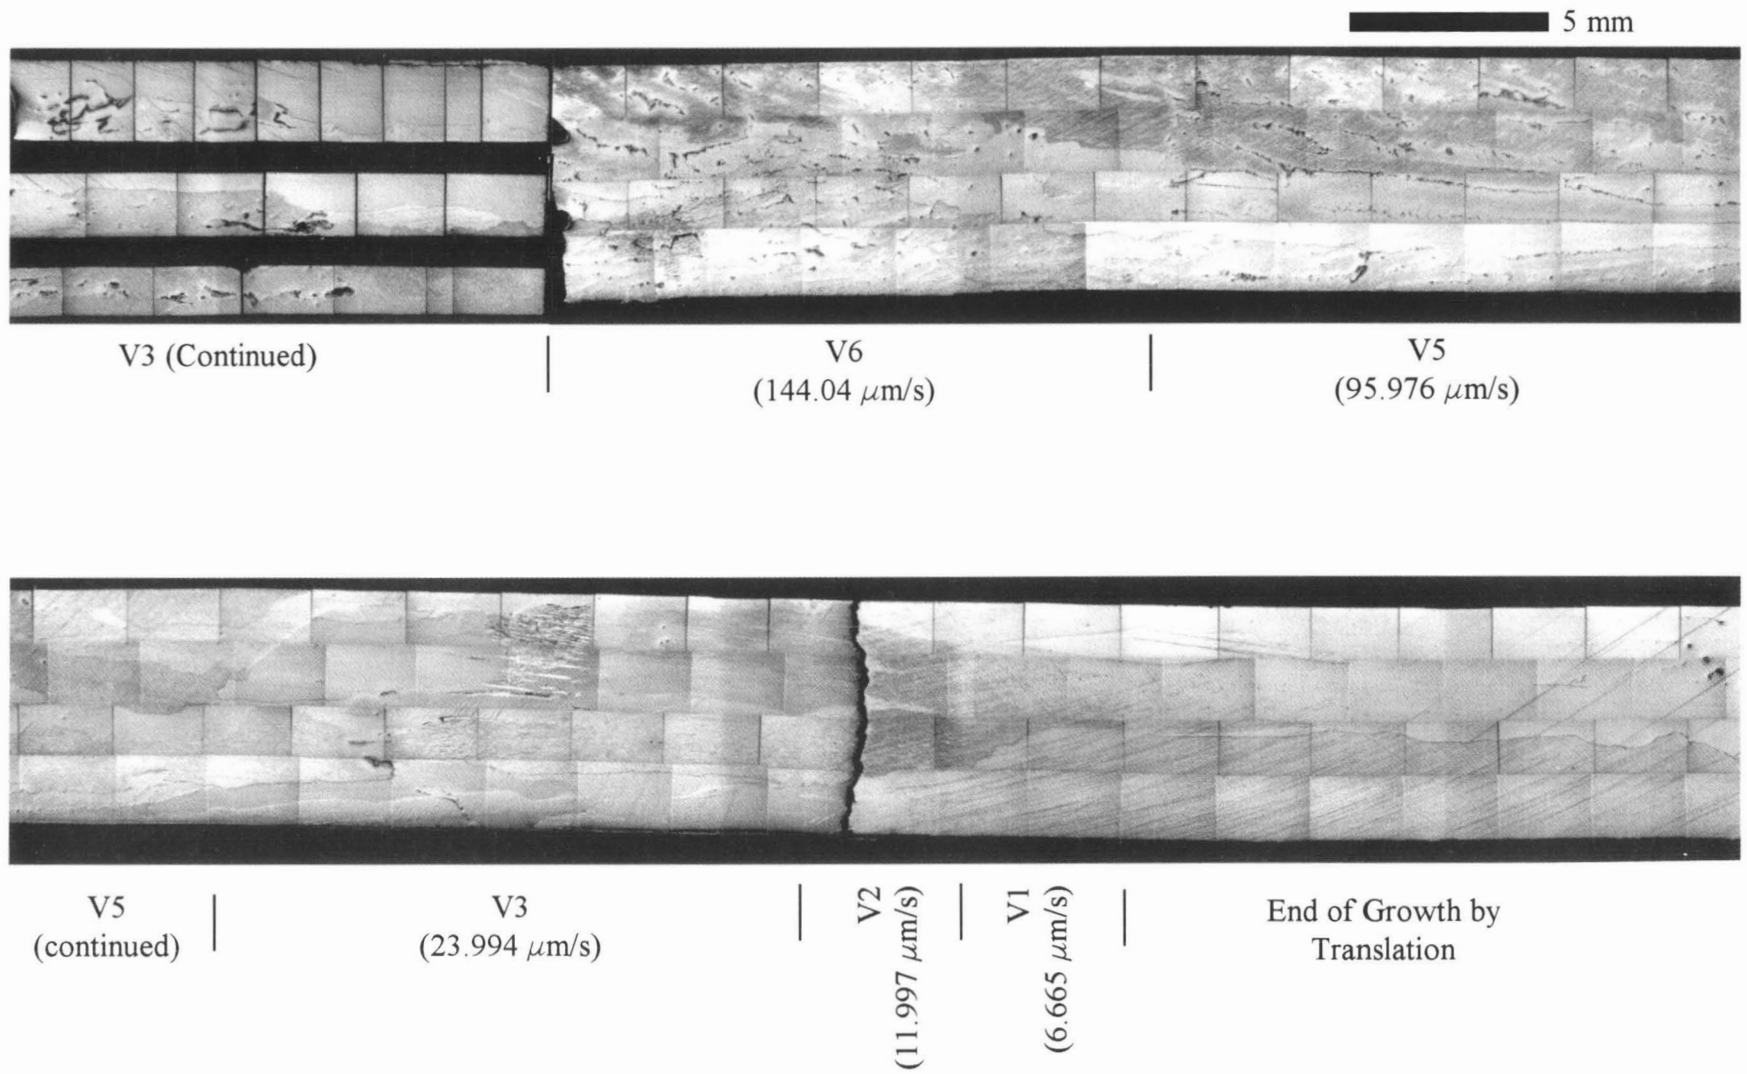 5 mm
V3 (Continued)
V6
(144.04 μm/s)
V5
(95.976 μm/s)
V5
(continued)
V3
(23.994 μm/s)
V2
(11.997 μm/s)
V1
(6.665 μm/s)
End of Growth by
Translation